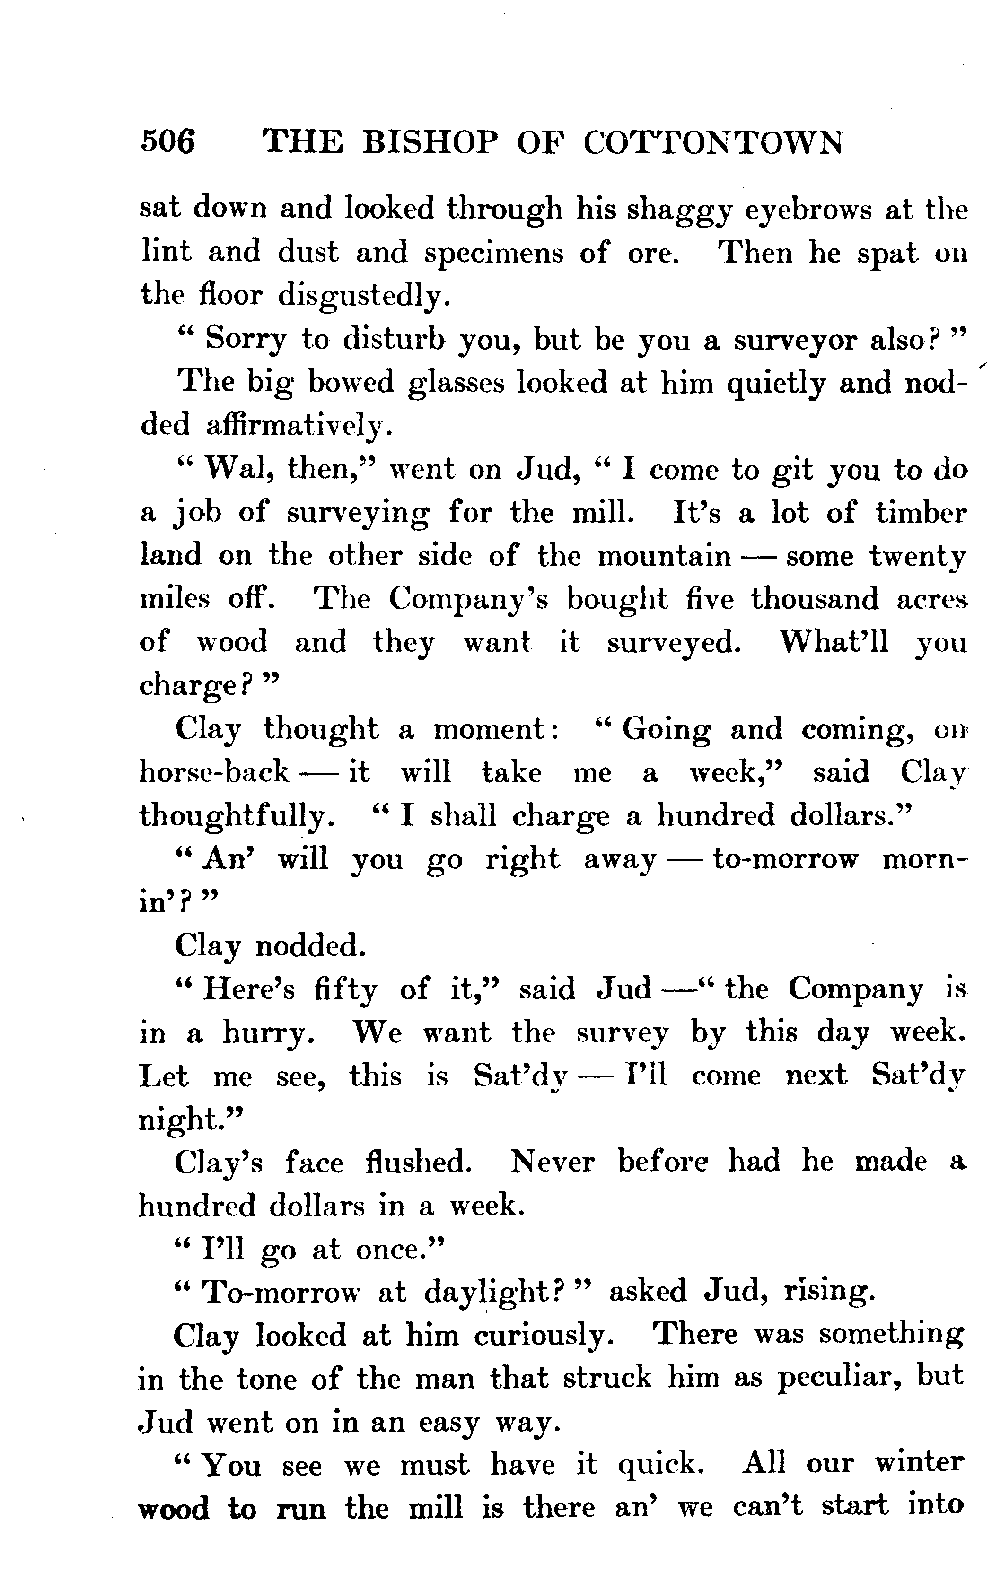 506 THE BISHOP OF COTTONTOWN
sat down and looked through his shaggy eyebrows at the
lint and dust and specimens of ore. Then he spat on
the floor disgustedly.
“ Sorry to disturb you, but be you a surveyor also? ”
The big bowed glasses looked at him quietly and nod-
ded affirmatively.
“ Wal, then,” went on Jud, “ I come to git you to do
a job of surveying for the mill. It’s a lot of timber
land on the other side of the mountain — some twenty
miles off. The Company’s bought five thousand acres
of wood and they want it surveyed. What’ll you
charge? ”
Clay thought a moment: “ Going and coming, on
horse-back — it will take me a week,” said Clay
thoughtfully. “ I shall charge a hundred dollars.”
“ An’ will you go right away — to-morrow morn-
in’? ”
Clay nodded.
“ Here’s fifty of it,” said Jud —“ the Company is
in a hurry. We want the survey by this day week.
Let me see, this is Sat’dy — I’ll come next Sat’dy
night.”
Clay’s face flushed. Never before had he made a
hundred dollars in a week.
“ I’ll go at once.”
“ To-morrow at daylight? ” asked Jud, rising.
Clay looked at him curiously. There was something
in the tone of the man that struck him as peculiar, but
Jud went on in an easy way.
“ You see we must have it quick. All our winter
wood to run the mill is there an’ we can’t start into